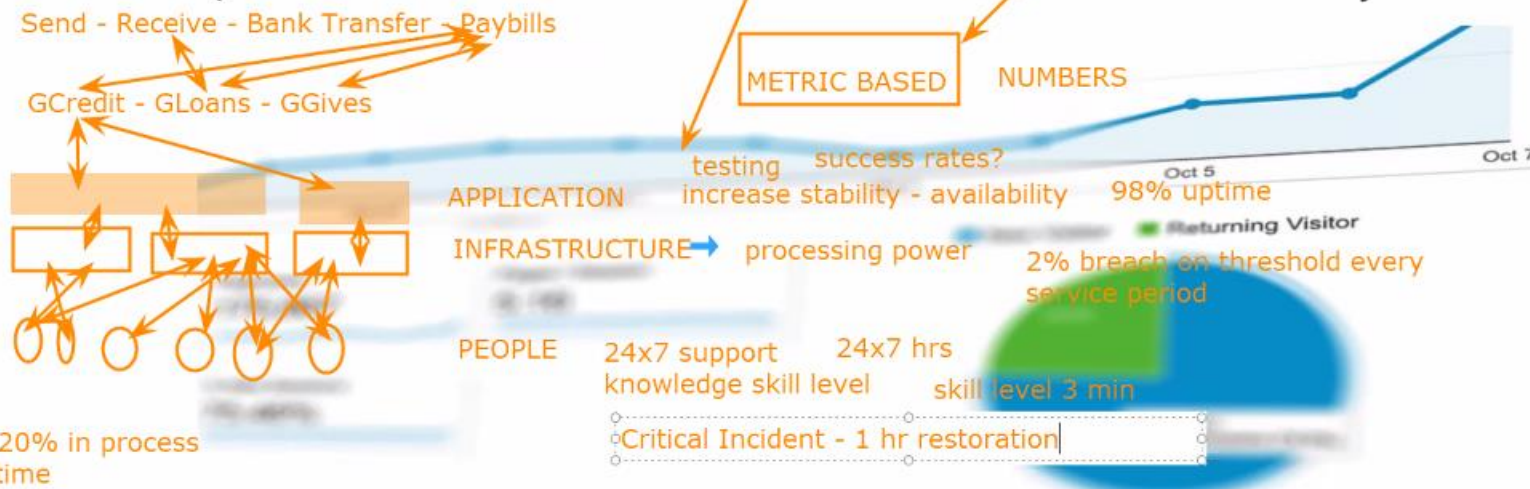 Send - Receive - Bank Transfer - Paybills
METRIC BASED
NUMBERS
GCredit - GLoans - GGives
testing
success rates?
Oct 5
Oct 7
APPLICATION
increase stability - availability
98% uptime
Returning Visitor
INFRASTRUCTURE
processing power
2% breach on threshold every
service period
PEOPLE
24x7 support
24x7 hrs
knowledge skill level
skill level 3 min
20% in process
time
Critical Incident - 1 hr restoration